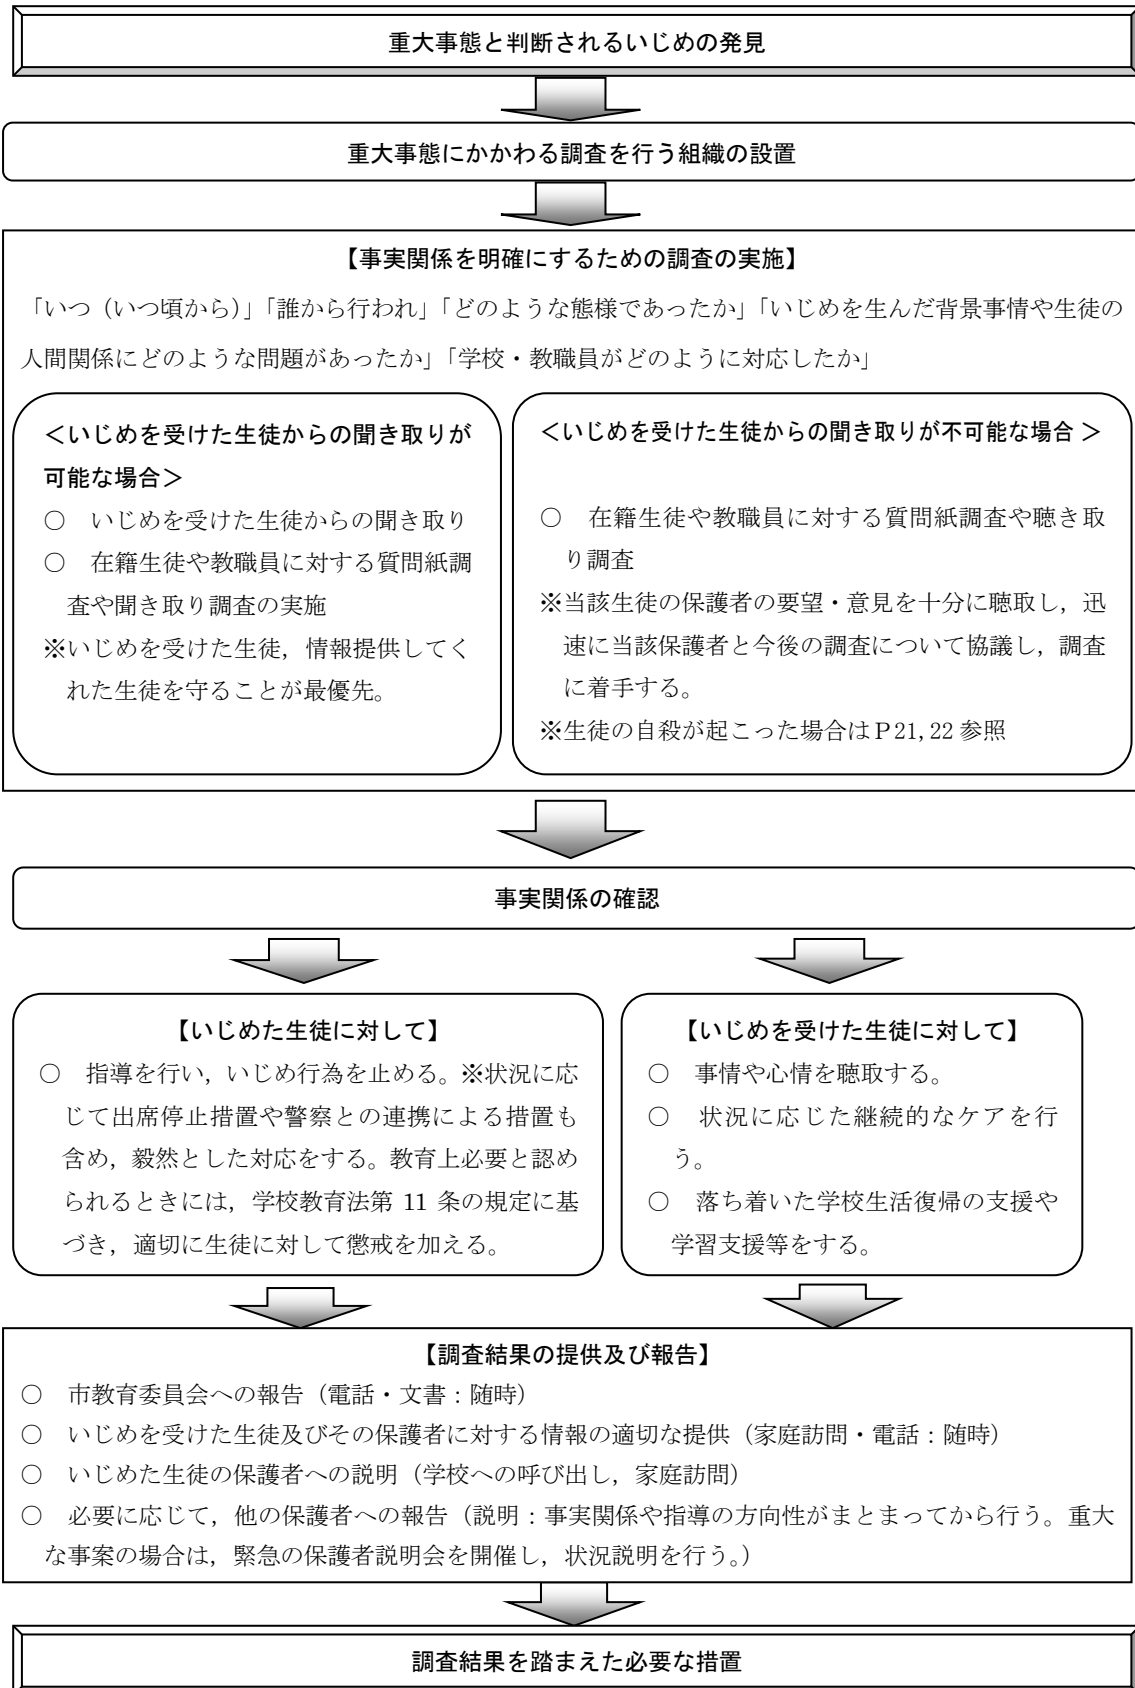 重大事態と判断されるいじめの発見
重大事態にかかわる調査を行う組織の設置
【事実関係を明確にするための調査の実施】
「いつ（いつ頃から）」「誰から行われ」「どのような態様であったか」「いじめを生んだ背景事情や生徒の
人間関係にどのような問題があったか」「学校・教職員がどのように対応したか」
＜いじめを受けた生徒からの聞き取りが
可能な場合＞
○　いじめを受けた生徒からの聞き取り
○　在籍生徒や教職員に対する質問紙調
査や聞き取り調査の実施
※いじめを受けた生徒，情報提供してく
れた生徒を守ることが最優先。
＜いじめを受けた生徒からの聞き取りが不可能な場合 ＞
○　在籍生徒や教職員に対する質問紙調査や聴き取
り調査
※当該生徒の保護者の要望・意見を十分に聴取し，迅
速に当該保護者と今後の調査について協議し，調査
に着手する。
※生徒の自殺が起こった場合はＰ21,22 参照
事実関係の確認
【いじめた生徒に対して】
○　指導を行い，いじめ行為を止める。※状況に応
じて出席停止措置や警察との連携による措置も
含め，毅然とした対応をする。教育上必要と認め
られるときには，学校教育法第 11 条の規定に基
づき，適切に生徒に対して懲戒を加える。
【いじめを受けた生徒に対して】
○　事情や心情を聴取する。
○　状況に応じた継続的なケアを行
う。
○　落ち着いた学校生活復帰の支援や
学習支援等をする。
【調査結果の提供及び報告】
○　市教育委員会への報告（電話・文書：随時）
○　いじめを受けた生徒及びその保護者に対する情報の適切な提供（家庭訪問・電話：随時）
○　いじめた生徒の保護者への説明（学校への呼び出し，家庭訪問）
○　必要に応じて，他の保護者への報告（説明：事実関係や指導の方向性がまとまってから行う。重大
な事案の場合は，緊急の保護者説明会を開催し，状況説明を行う。）
調査結果を踏まえた必要な措置